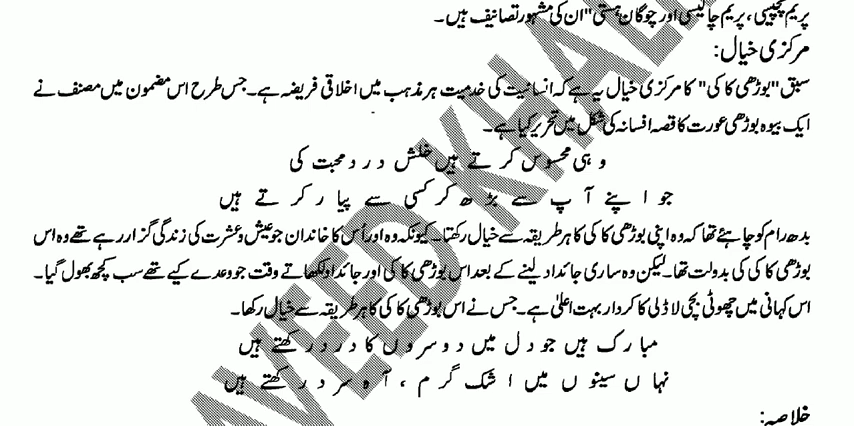 پریم پچیسی، پریم چالیسی اور چوگان ہستی" ان کی مشہور تصانیف ہیں۔
مرکزی خیال:
سبق "بوڑھی کاکی" کا مرکزی خیال یہ ہے کہ انسانیت کی خدمیت ہر مذہب میں اخلاقی فریضہ ہے۔ جس طرح اس مضمون میں مصنف نے
ایک بیوہ بوڑھی عورت کا قصہ افسانہ کی شکل میں تحریر کیا ہے۔
وہی محسوس کرتے ہیں خلش درد محبت کی
جو اپنے آپ سے بڑھ کر کسی سے پیار کرتے ہیں
بدھ رام کو چاہئے تھا کہ وہ اپنی بوڑھی کاکی کا ہر طریقہ سے خیال رکھتا۔ کیونکہ وہ اور اُس کا خاندان جو عیش و عشرت کی زندگی گزار رہے تھے وہ اس
بوڑھی کاکی کی بدولت تھا۔ لیکن وہ ساری جائداد لینے کے بعد اس بوڑھی کاکی اور جائداد لکھاتے وقت جو وعدے کیے تھے سب کچھ بھول گیا۔
اس کہانی میں چھوٹی بچی لاڈلی کا کردار بہت اعلیٰ ہے۔ جس نے اس بوڑھی کاکی کا ہر طریقہ سے خیال رکھا۔
مبارک ہیں جو دل میں دوسروں کا درد رکھتے ہیں
نہاں سینوں میں اشک گرم، آہ سرد رکھتے ہیں
خلاصہ:
NAVEED KHALI